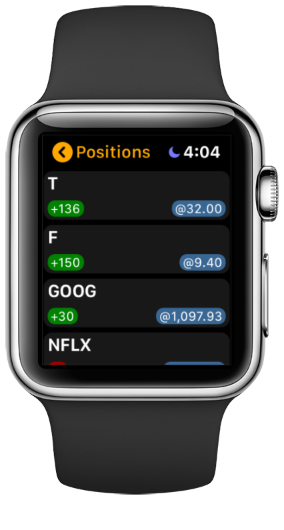 Positions 4:04
T
+136 @32.00
F
+150 @9.40
GOOG
+30 @1,097.93
NFLX